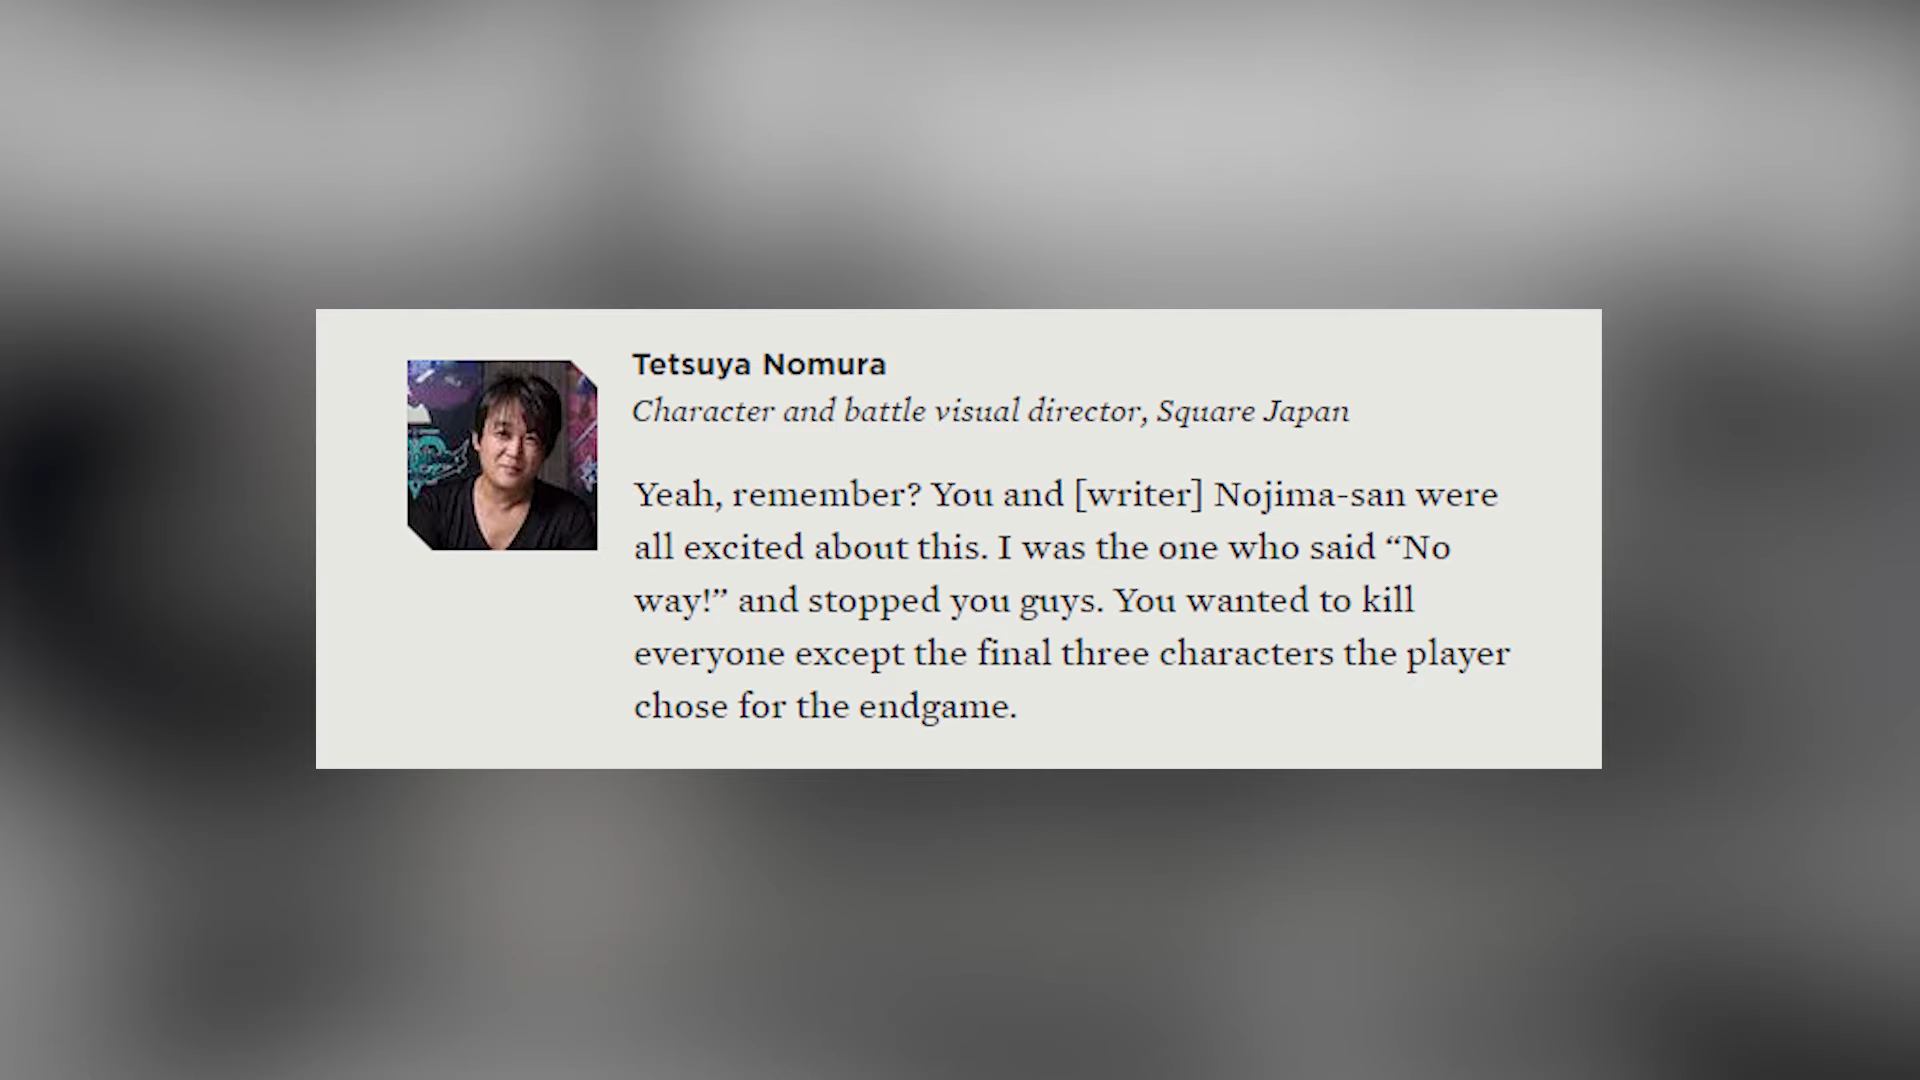 Tetsuya Nomura
Character and battle visual director, Square Japan
Yeah, remember? You and [writer] Nojima-san were
all excited about this. I was the one who said “No
way!” and stopped you guys. You wanted to kill
everyone except the final three characters the player
chose for the endgame.